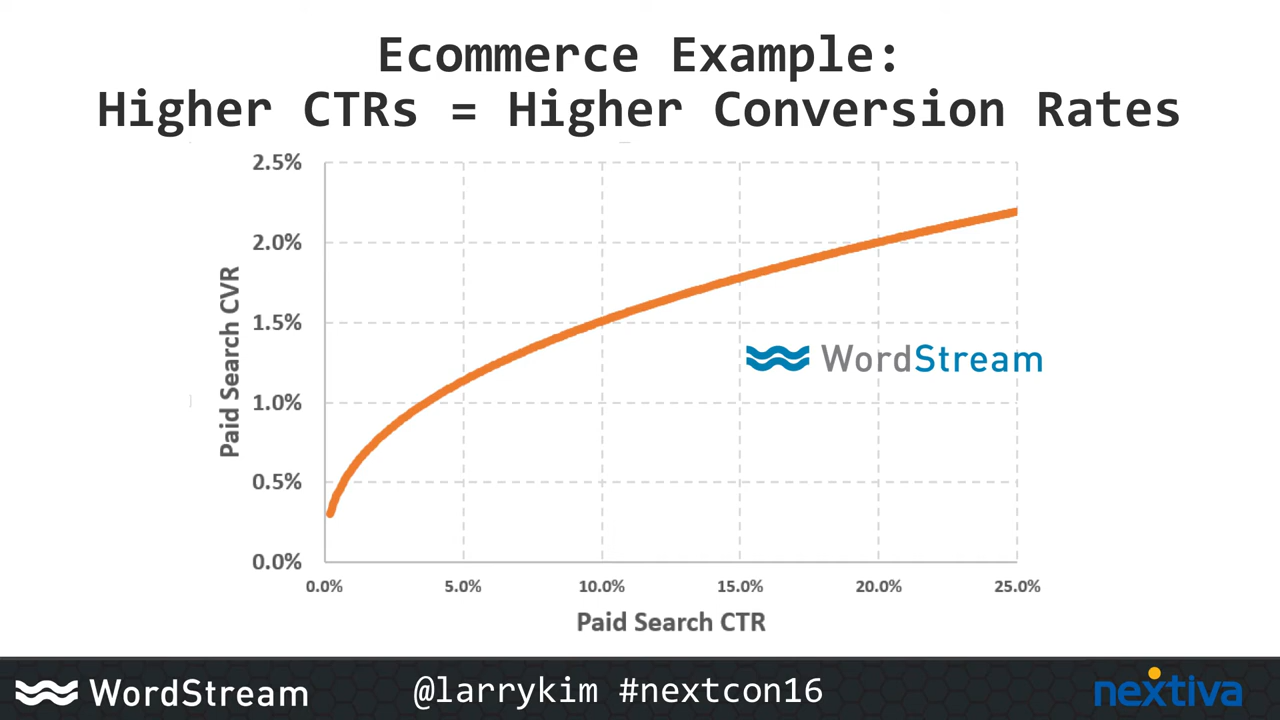 Ecommerce Example:
Higher CTRs = Higher Conversion Rates
2.5%
2.0%
1.5%
1.0%
0.5%
0.0%
Paid Search CVR
WordStream
0.0% 5.0% 10.0% 15.0% 20.0% 25.0%
Paid Search CTR
WordStream @larrykim #nextcon16 nextiva